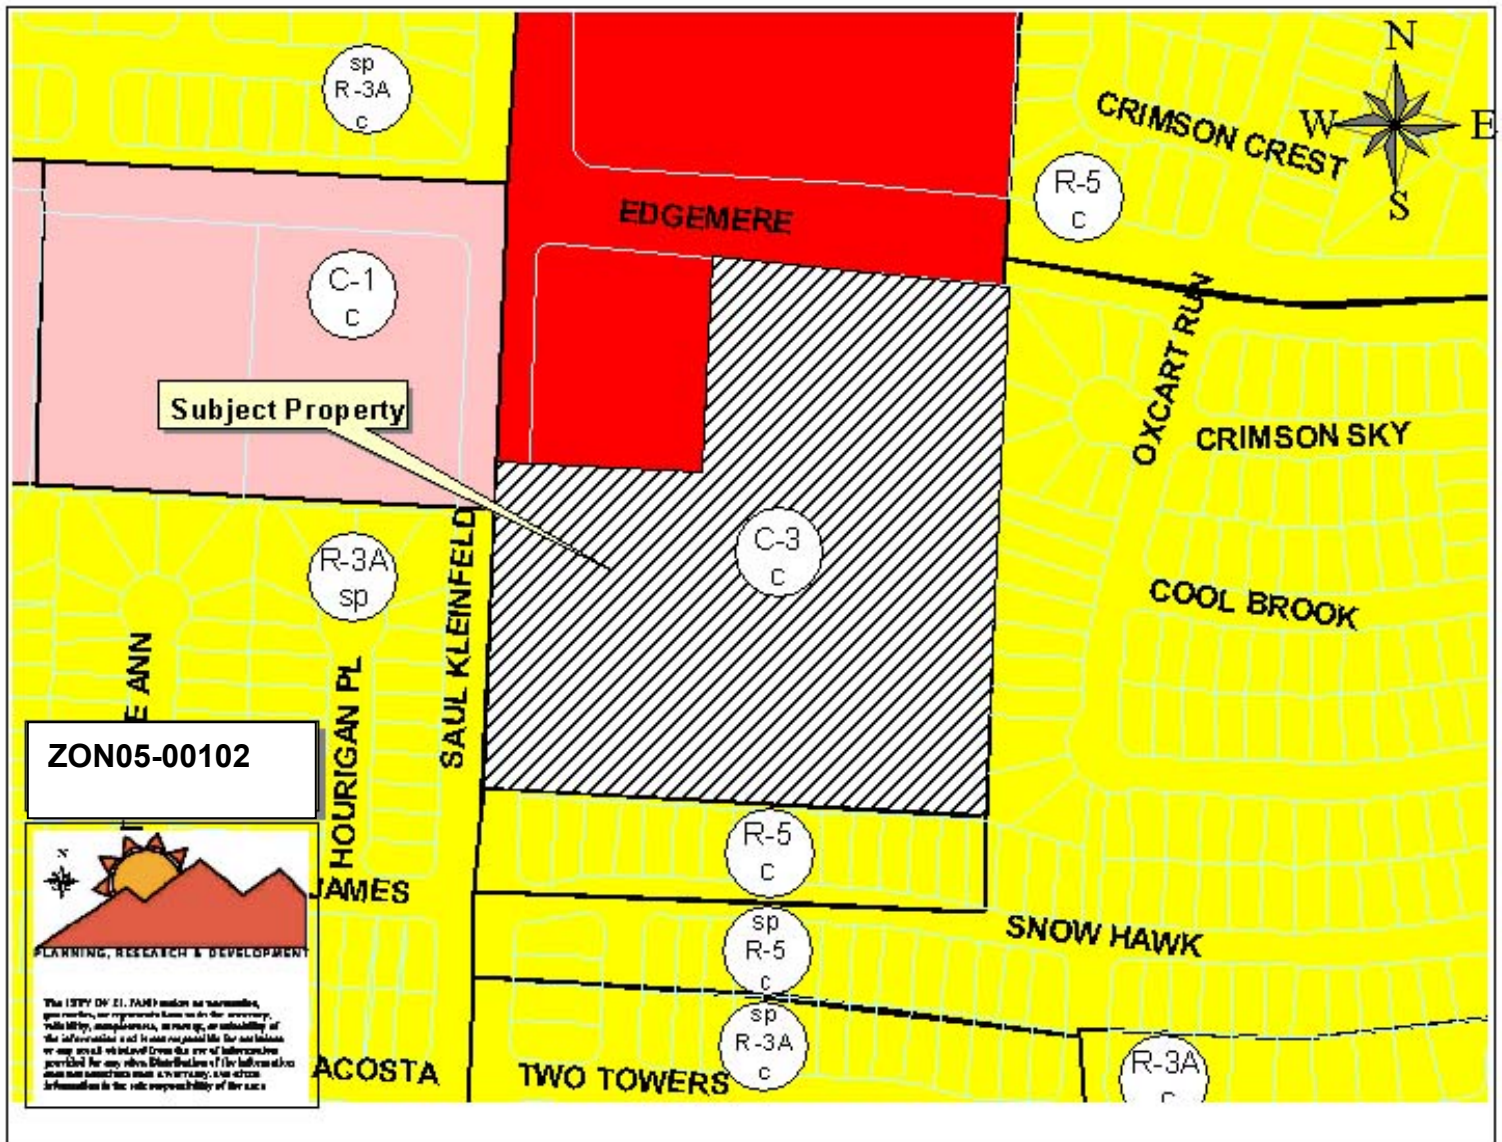 N
W
E
S
sp
R-3A
c
CRIMSON CREST
R-5
c
EDGEMERE
C-1
c
OXCART RUN
Subject Property
CRIMSON SKY
C-3
c
R-3A
sp
SAUL KLEINFELD
COOL BROOK
E ANN
HOURIGAN PL
ZON05-00102
R-5
c
N
JAMES
sp
R-5
c
SNOW HAWK
PLANNING, RESEARCH & DEVELOPMENT
sp
R-3A
c
R-3A
c
ACOSTA
TWO TOWERS